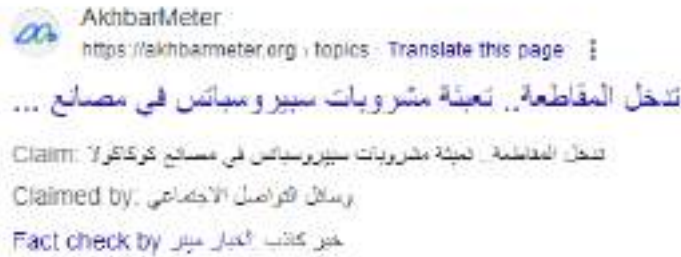 AkhbarMeter
https://akhbarmeter.org › topics · Translate this page
تدخل المقاطعة.. تعبئة مشروبات سبيروسباتس في مصانع ...
Claim: تدخل المقاطعة.. تعبئة مشروبات سبيروسباتس في مصانع كوكاكولا
Claimed by: وسائل التواصل الاجتماعي
Fact check by خبر كاذب :أخبار ميتر